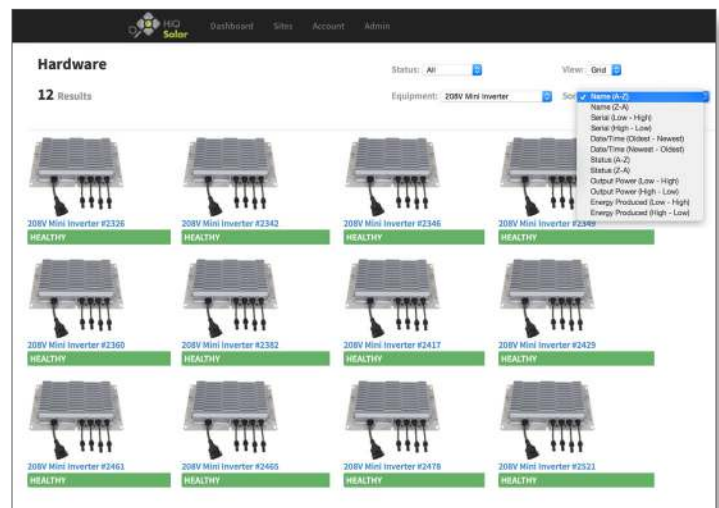 HiQ
Solar
Dashboard Sites Account Admin
Hardware
Status: All
View: Grid
12 Results
Equipment: 208V Mini Inverter
✓ Name (A-Z)
Name (Z-A)
Serial (Low - High)
Serial (High - Low)
Date/Time (Oldest - Newest)
Date/Time (Newest - Oldest)
Status (A-Z)
Status (Z-A)
Output Power (Low - High)
Output Power (High - Low)
Energy Produced (Low - High)
Energy Produced (High - Low)
208V Mini Inverter #2326
HEALTHY
208V Mini Inverter #2342
HEALTHY
208V Mini Inverter #2346
HEALTHY
208V Mini Inverter #2349
HEALTHY
208V Mini Inverter #2360
HEALTHY
208V Mini Inverter #2382
HEALTHY
208V Mini Inverter #2417
HEALTHY
208V Mini Inverter #2429
HEALTHY
208V Mini Inverter #2461
HEALTHY
208V Mini Inverter #2465
HEALTHY
208V Mini Inverter #2478
HEALTHY
208V Mini Inverter #2521
HEALTHY